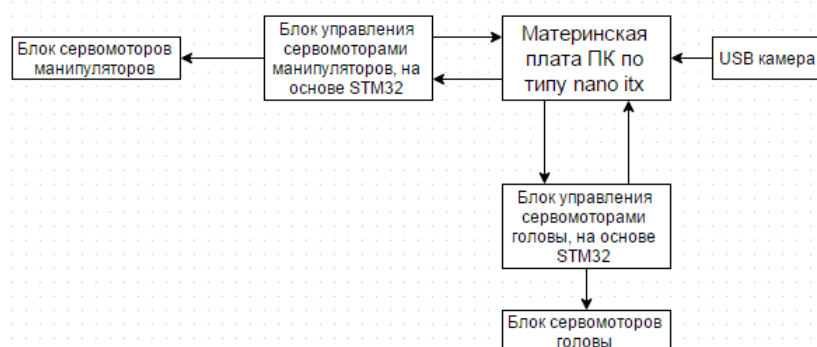 Блок сервомоторов
манипуляторов
Блок управления
сервомоторами
манипуляторов, на
основе STM32
Материнская
плата ПК по
типу nano itx
USB камера
Блок управления
сервомоторами
головы, на основе
STM32
Блок сервомоторов
головы